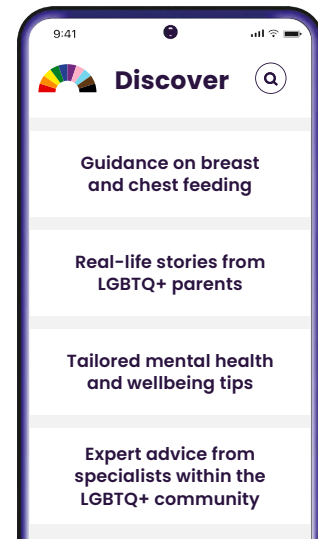 9:41
Discover
Guidance on breast
and chest feeding
Real-life stories from
LGBTQ+ parents
Tailored mental health
and wellbeing tips
Expert advice from
specialists within the
LGBTQ+ community